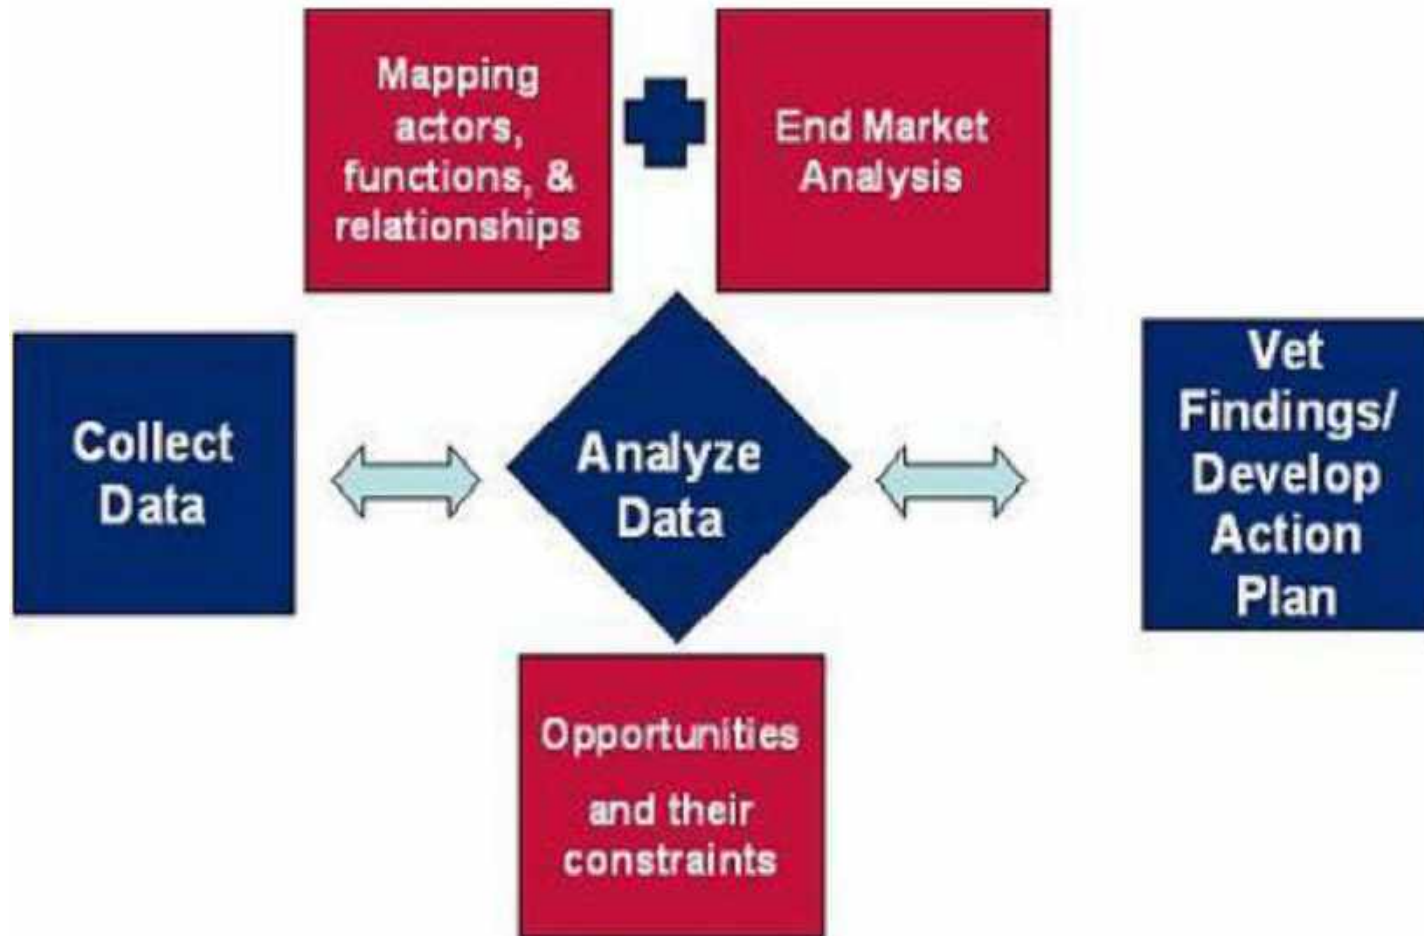 Mapping
actors,
functions, &
relationships
End Market
Analysis
Collect
Data
Analyze
Data
Vet
Findings/
Develop
Action
Plan
Opportunities
and their
constraints